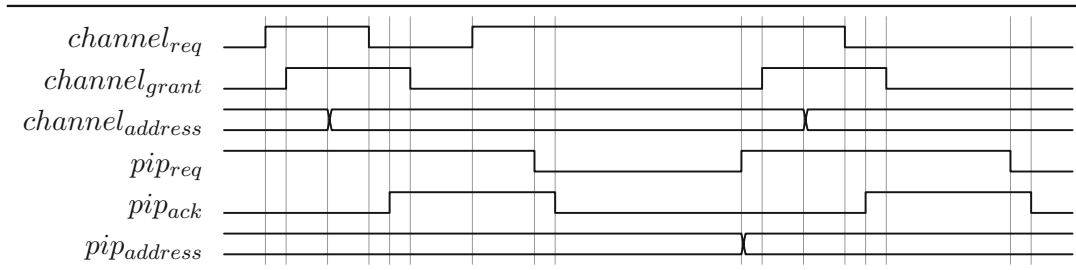 channel_req
channel_grant
channel_address
pip_req
pip_ack
pip_address